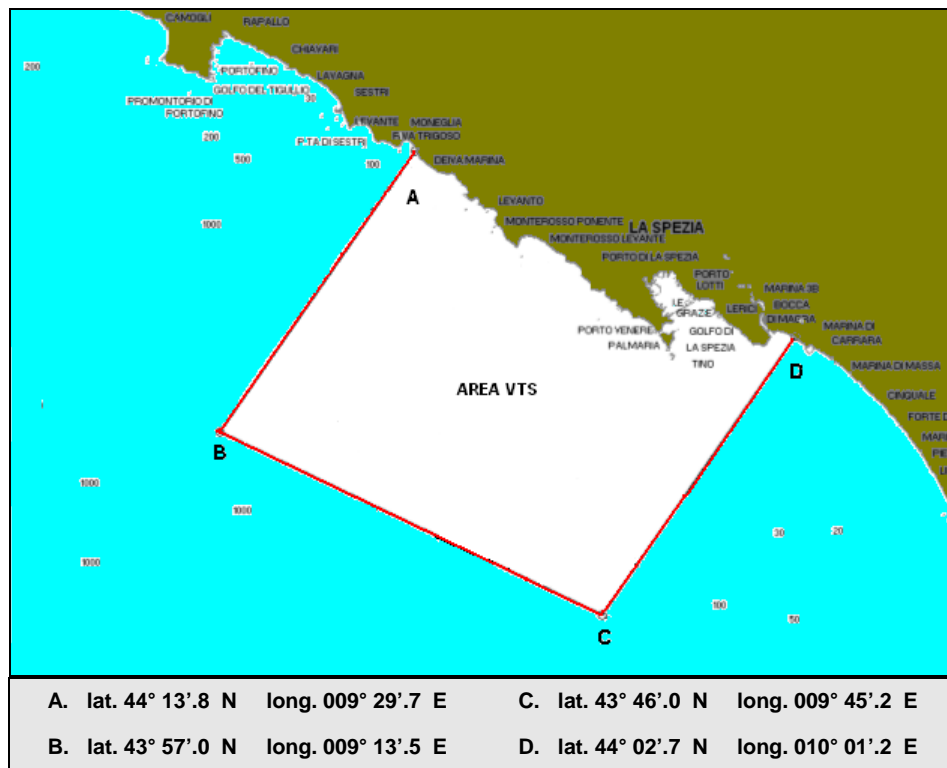 CAMOGLI
RAPALLO
CHIAVARI
200
PORTOFINO
LAVAGNA
GOLFO DEL TIGULLIO
SESTRI
30
PROMONTORIO DI
PORTOFINO
LEVANTE
MONEGLIA
200
RIVA TRIGOSO
P.TA DI SESTRI
500
100
DEIVA MARINA
A
LEVANTO
1000
MONTEROSSO PONENTE
LA SPEZIA
MONTEROSSO LEVANTE
PORTO DI LA SPEZIA
PORTO
LOTTI
MARINA 3B
LE
GRAZIE
LERICI
BOCCA
DI MAGRA
MARINA DI
CARRARA
PORTO VENERE
GOLFO DI
PALMARIA
LA SPEZIA
TINO
D
MARINA DI MASSA
AREA VTS
CINQUALE
FORTE D
MAR
PIE
LI
B
1000
1000
30
20
1000
100
50
C
A. lat. 44° 13'.8 N long. 009° 29'.7 E C. lat. 43° 46'.0 N long. 009° 45'.2 E
B. lat. 43° 57'.0 N long. 009° 13'.5 E D. lat. 44° 02'.7 N long. 010° 01'.2 E